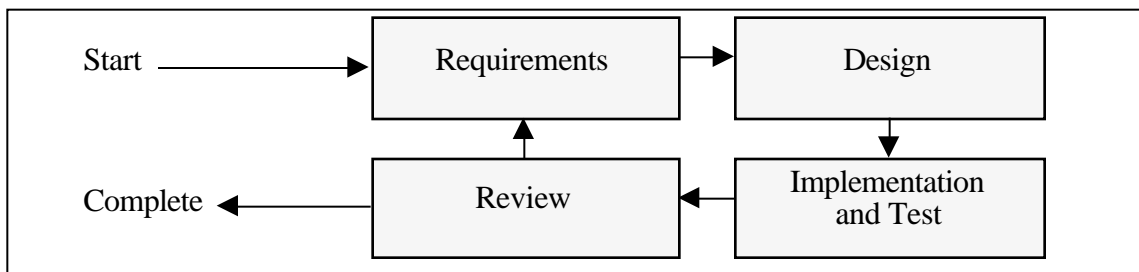 Start
Requirements
Design
Complete
Review
Implementation
and Test